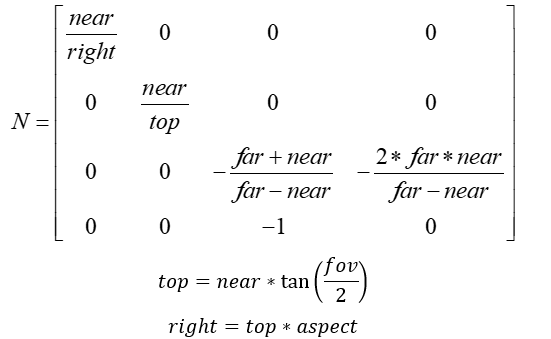 N = [ near/right 0 0 0
0 near/top 0 0
0 0 -(far + near)/(far - near) -(2 * far * near)/(far - near)
0 0 -1 0 ]
top = near * tan(fov/2)
right = top * aspect